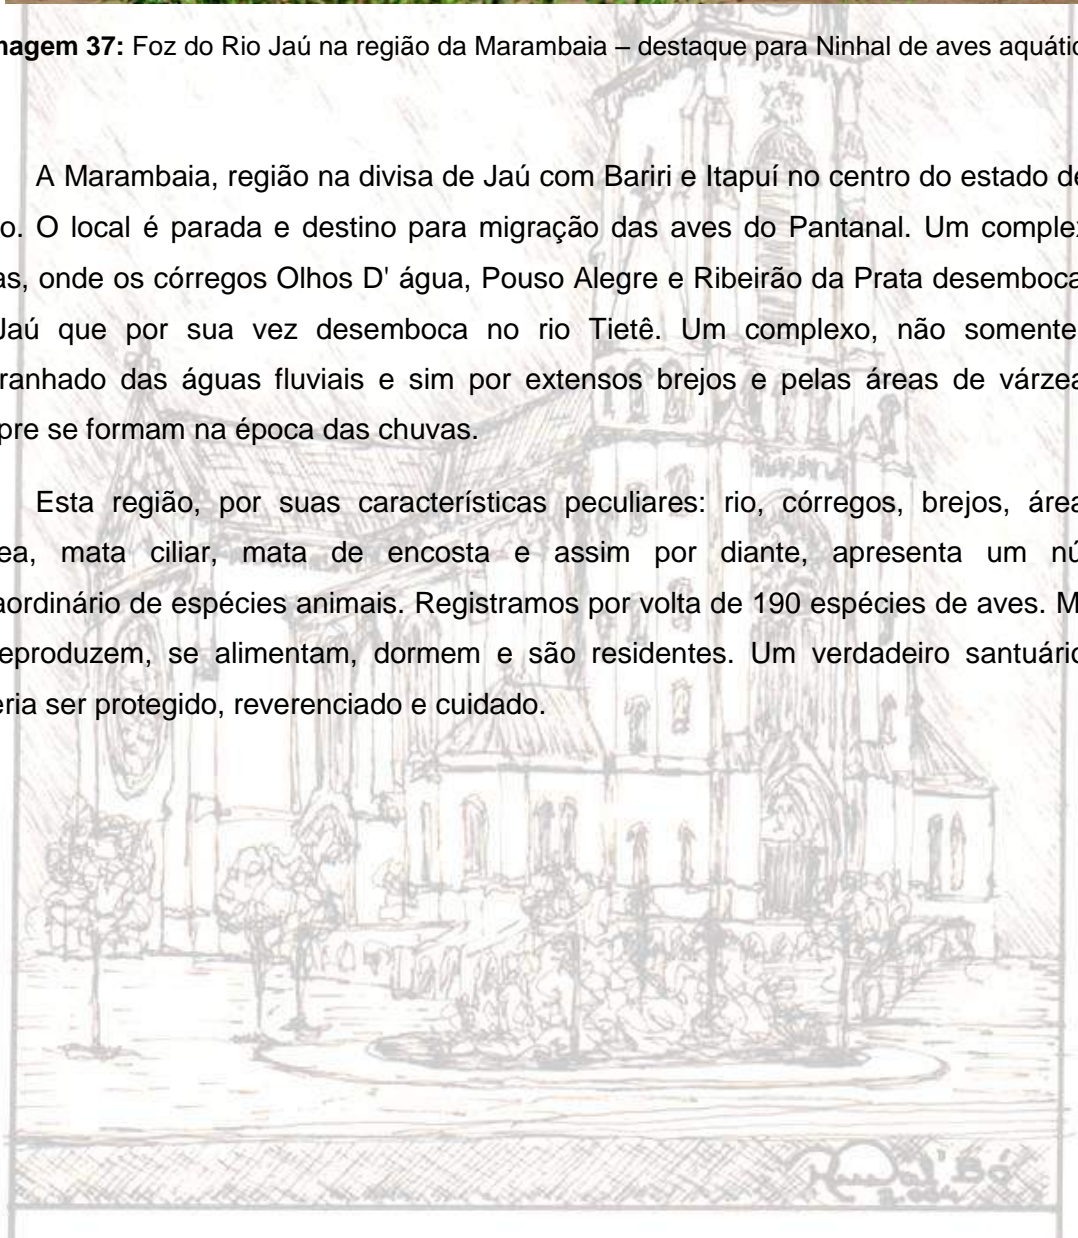 nagem 37: Foz do Rio Jaú na região da Marambaia – destaque para Ninhal de aves aquátic
A Marambaia, região na divisa de Jaú com Bariri e Itapuí no centro do estado de
o. O local é parada e destino para migração das aves do Pantanal. Um complex
as, onde os córregos Olhos D' água, Pouso Alegre e Ribeirão da Prata desemboca
Jaú que por sua vez desemboca no rio Tietê. Um complexo, não somente
ranhado das águas fluviais e sim por extensos brejos e pelas áreas de várzea
pre se formam na época das chuvas.
Esta região, por suas características peculiares: rio, córregos, brejos, área
ea, mata ciliar, mata de encosta e assim por diante, apresenta um nú
aordinário de espécies animais. Registramos por volta de 190 espécies de aves. M
eproduzem, se alimentam, dormem e são residentes. Um verdadeiro santuário
eria ser protegido, reverenciado e cuidado.